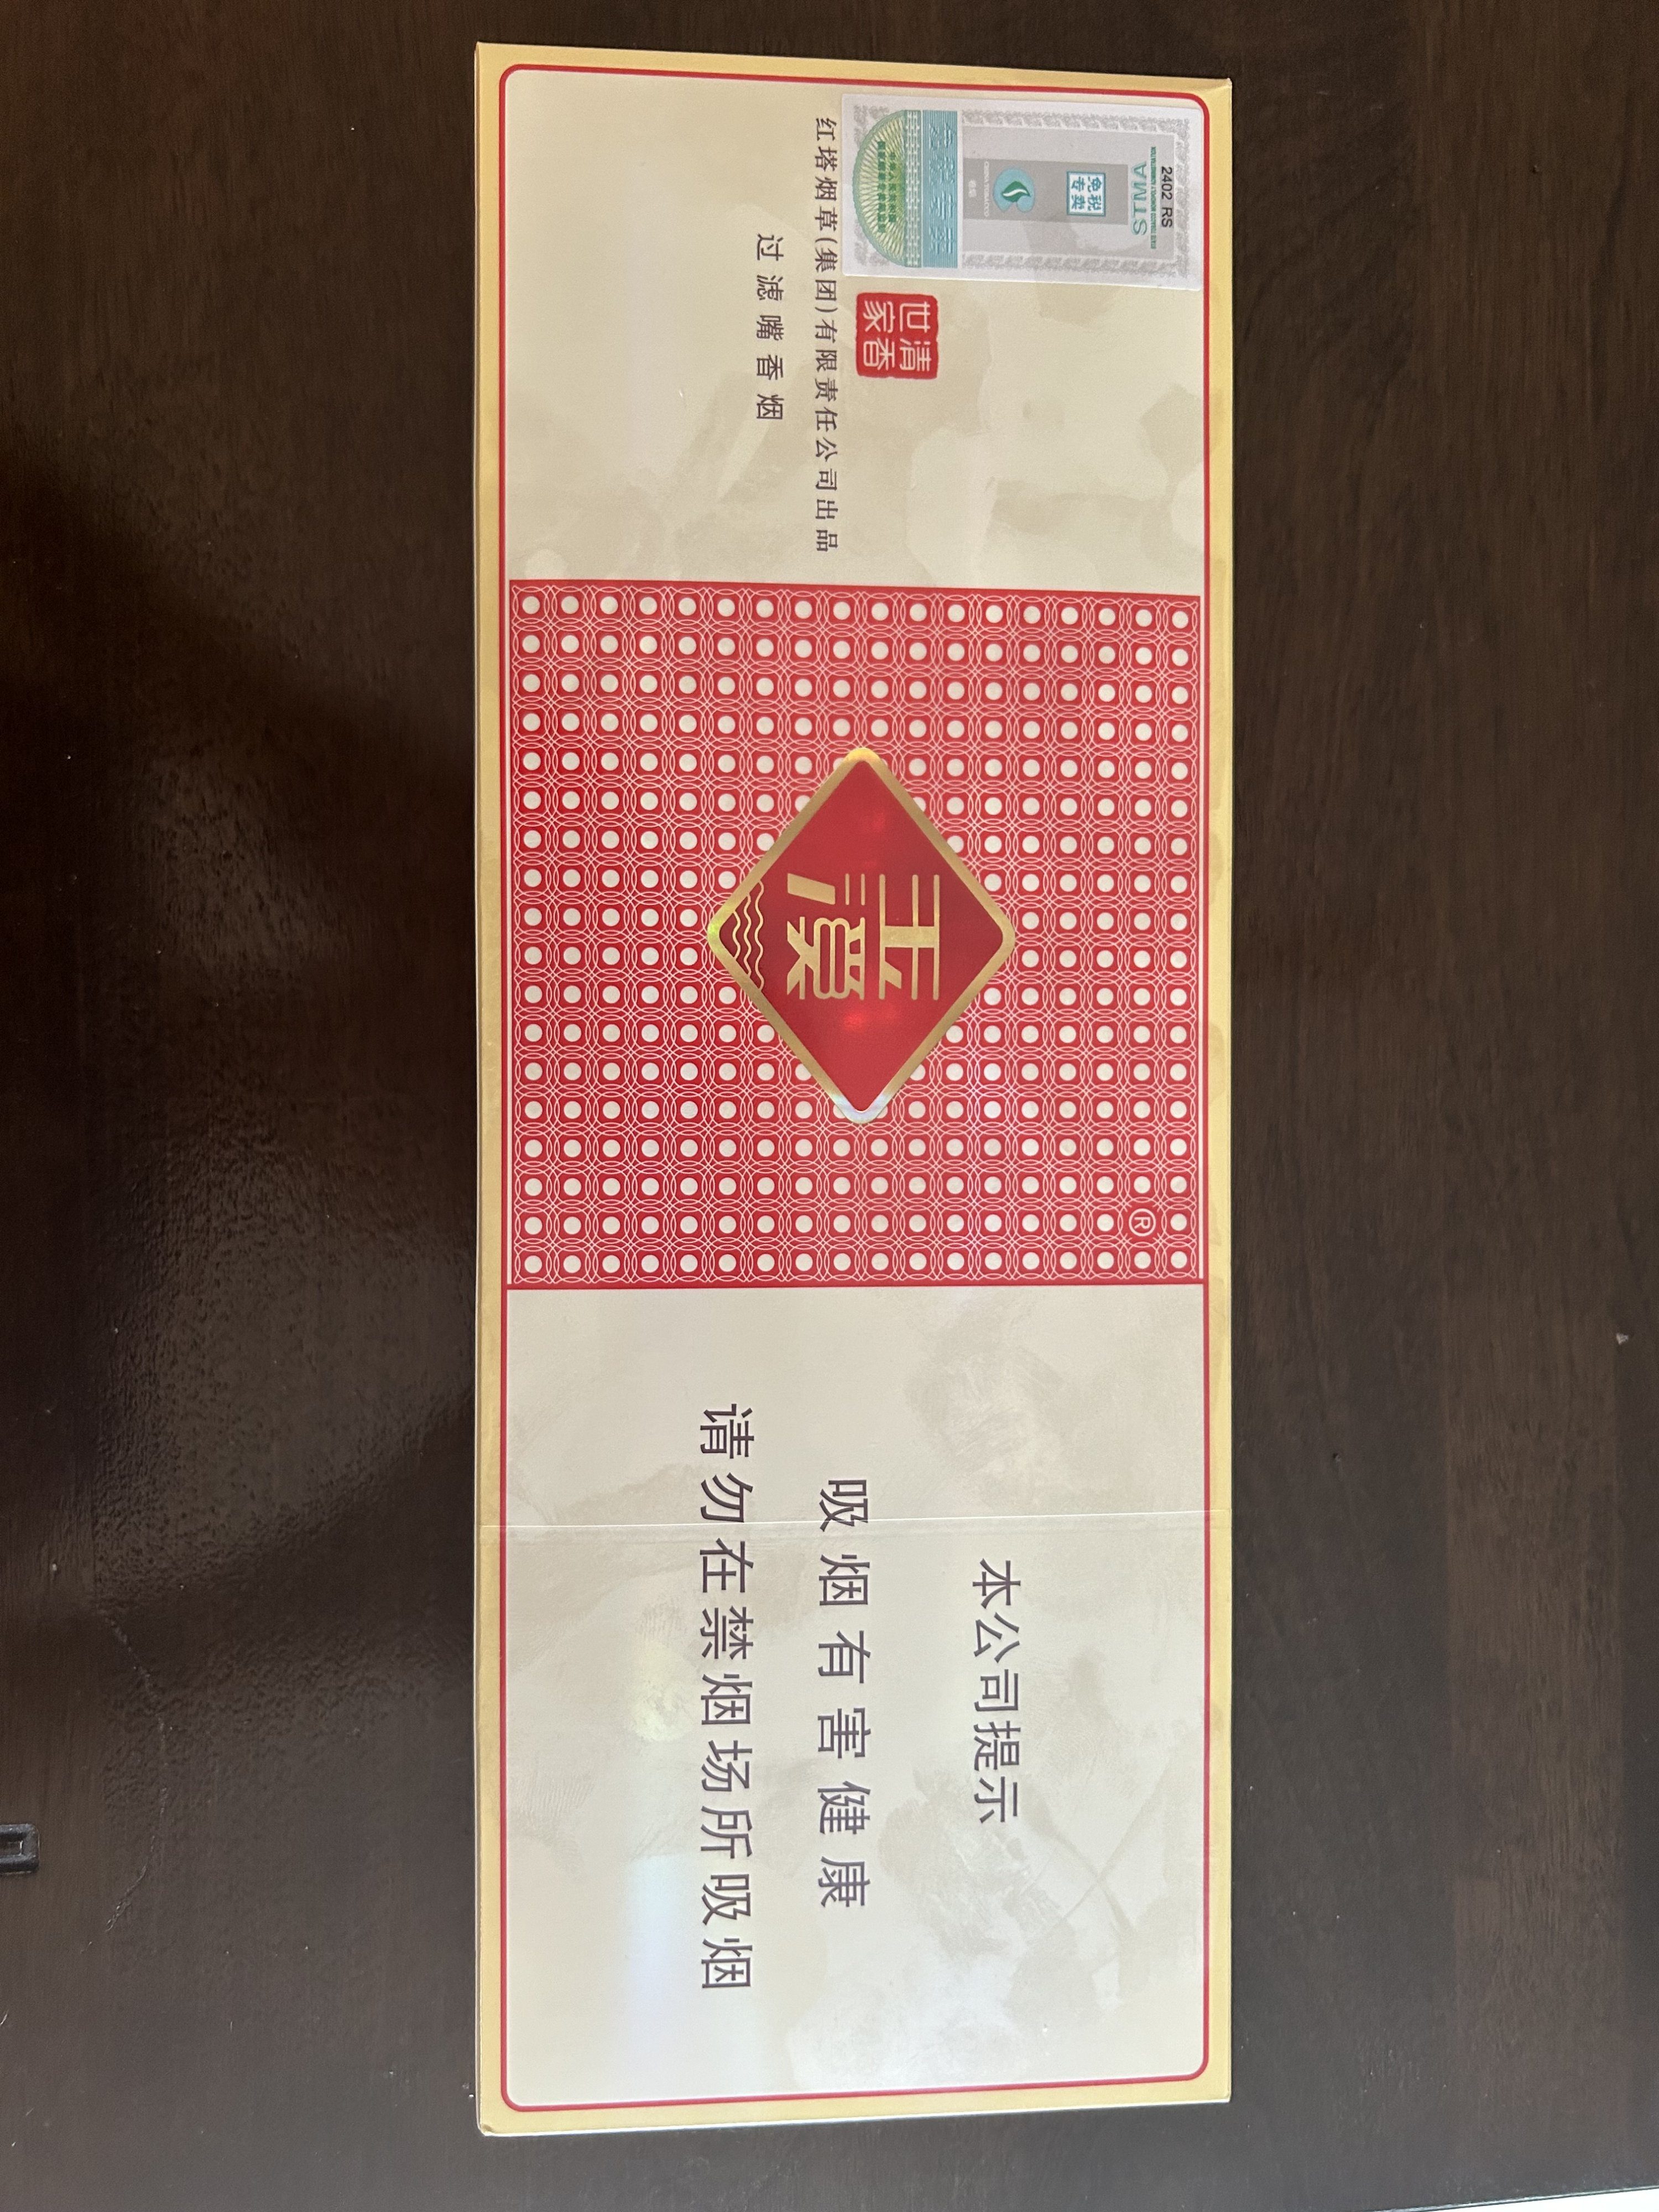 2402 RS
STMA
免税
专卖
清香
世家
红塔烟草(集团)有限责任公司出品
过滤嘴香烟
®
玉溪
本公司提示
吸烟有害健康
请勿在禁烟场所吸烟